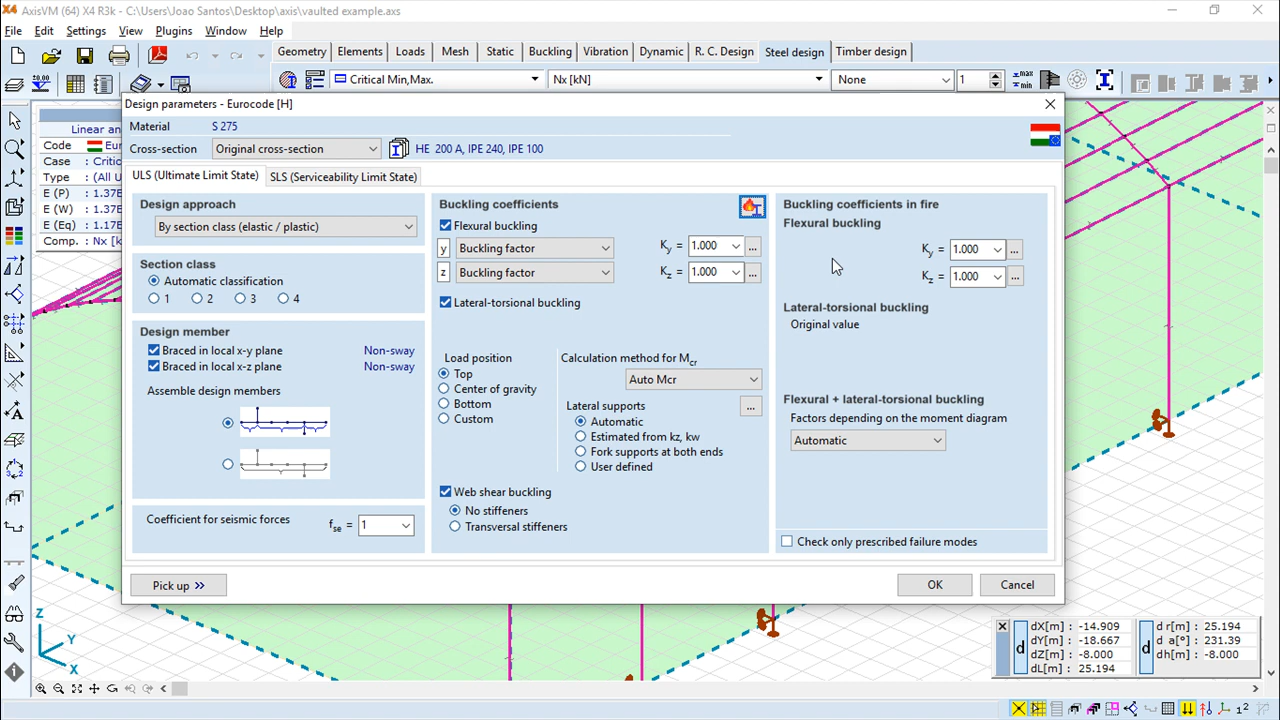 AxisVM (64) X4 R3k - C:\Users\Joao Santos\Desktop\axis\vaulted example.axs
File Edit Settings View Plugins Window Help
Geometry Elements Loads Mesh Static Buckling Vibration Dynamic R. C. Design Steel design Timber design
Critical Min,Max. Nx [kN] None 1
Design parameters - Eurocode [H]
Material S 275
Cross-section Original cross-section HE 200 A, IPE 240, IPE 100
ULS (Ultimate Limit State) SLS (Serviceability Limit State)
Linear an
Code Eur
Case : Critic
Type : (All U
E (P) : 1.37E
E (W) : 1.37E
E (Eq) : 1.17E
Comp. : Nx [k
Design approach
By section class (elastic / plastic)
Section class
Automatic classification
1 2 3 4
Design member
Braced in local x-y plane Non-sway
Braced in local x-z plane Non-sway
Assemble design members
Coefficient for seismic forces fse = 1
Buckling coefficients
Flexural buckling
y Buckling factor Ky = 1.000 ...
z Buckling factor Kz = 1.000 ...
Lateral-torsional buckling
Load position
Top
Center of gravity
Bottom
Custom
Calculation method for Mcr
Auto Mcr
Lateral supports ...
Automatic
Estimated from kz, kw
Fork supports at both ends
User defined
Web shear buckling
No stiffeners
Transversal stiffeners
Buckling coefficients in fire
Flexural buckling
Ky = 1.000 ...
Kz = 1.000 ...
Lateral-torsional buckling
Original value
Flexural + lateral-torsional buckling
Factors depending on the moment diagram
Automatic
Check only prescribed failure modes
Pick up >> OK Cancel
Z
Y
X
d
dX[m] : -14.909
dY[m] : -18.667
dZ[m] : -8.000
dL[m] : 25.194
d
d r[m] : 25.194
d a[°] : 231.39
dh[m] : -8.000